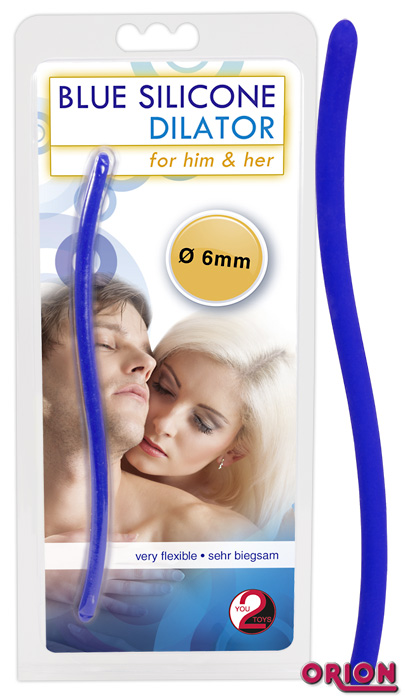 BLUE SILICONE
DILATOR
for him & her
Ø 6mm
very flexible • sehr biegsam
YOU
2
TOYS
ORION